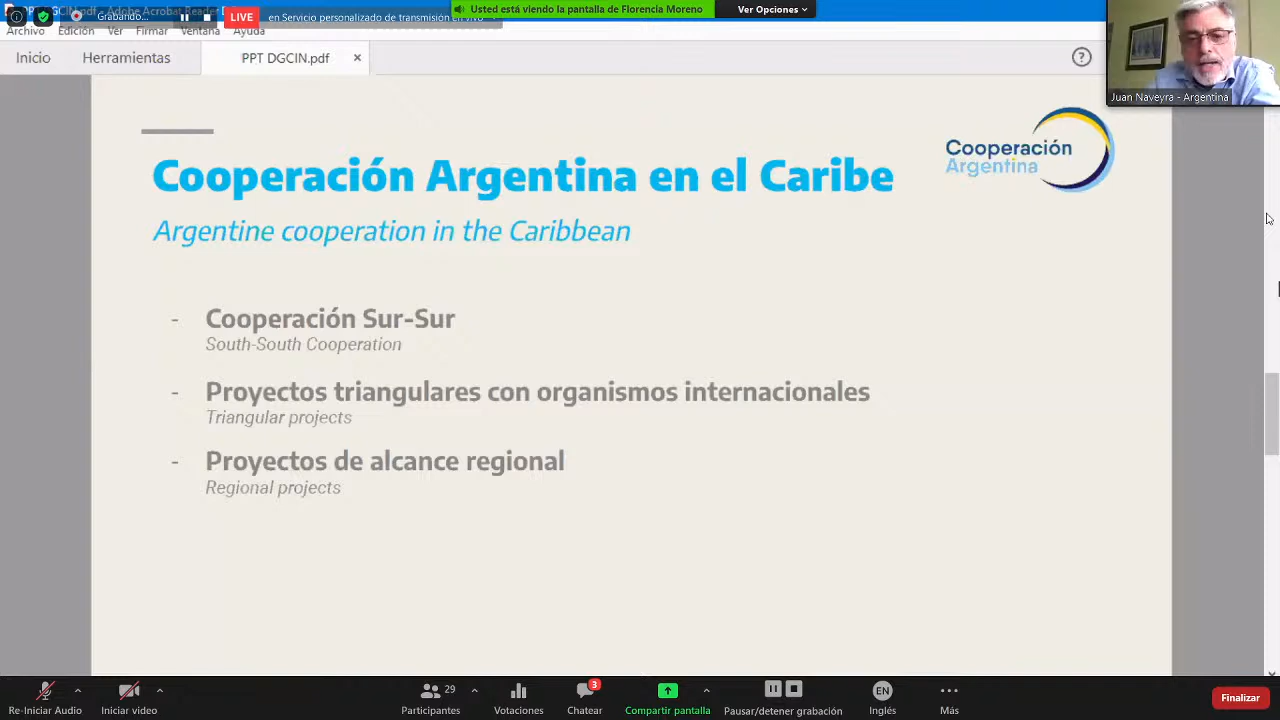 Grabando...
LIVE
en Servicio personalizado de transmisión en vivo
Usted está viendo la pantalla de Florencia Moreno
Ver Opciones
Archivo Edición Ver Firmar Ventana Ayuda
Inicio Herramientas PPT DGCIN.pdf
Juan Naveyra - Argentina
Cooperación
Argentina
Cooperación Argentina en el Caribe
Argentine cooperation in the Caribbean
- Cooperación Sur-Sur
South-South Cooperation
- Proyectos triangulares con organismos internacionales
Triangular projects
- Proyectos de alcance regional
Regional projects
29
3
EN
Re-Iniciar Audio Iniciar video Participantes Votaciones Chatear Compartir pantalla Pausar/detener grabación Inglés Más Finalizar